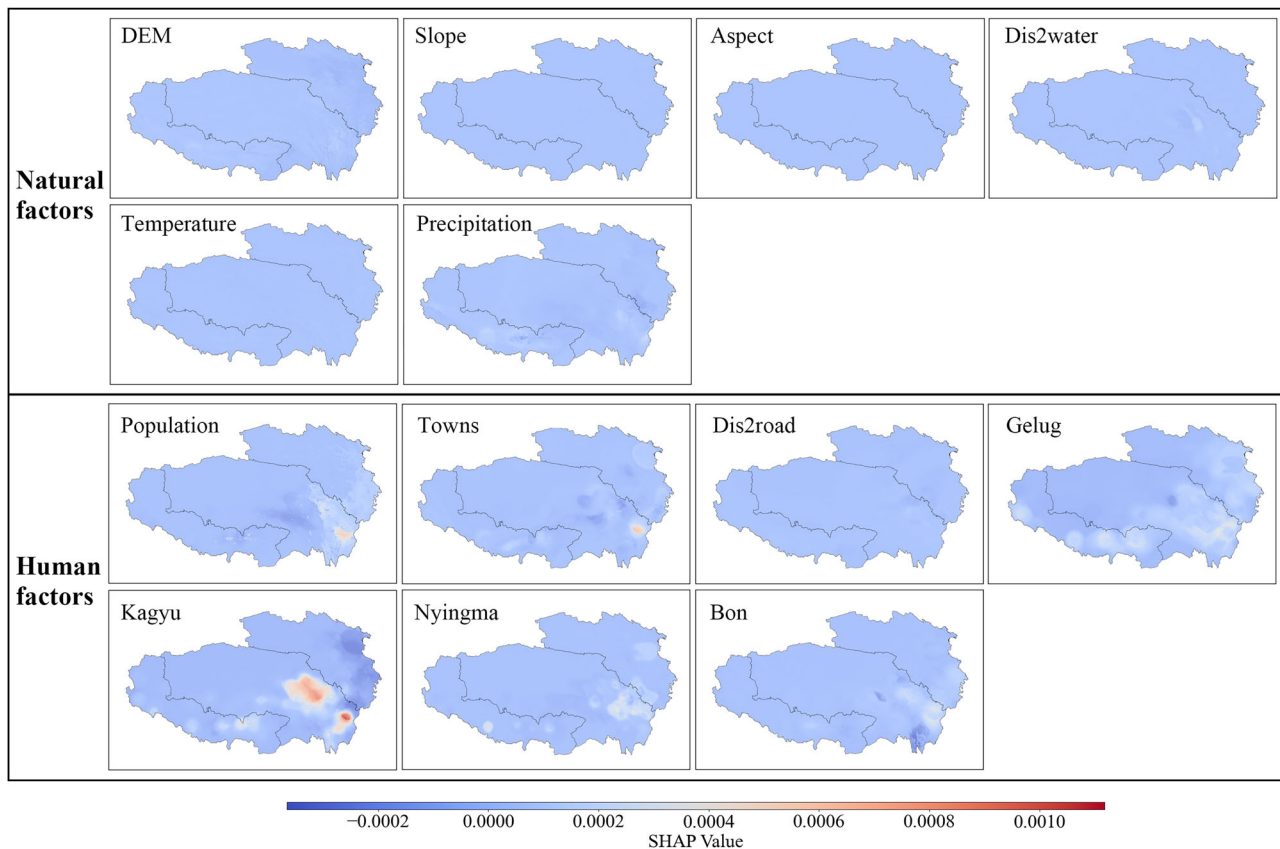 Natural
factors
DEM
Slope
Aspect
Dis2water
Temperature
Precipitation
Human
factors
Population
Towns
Dis2road
Gelug
Kagyu
Nyingma
Bon
−0.0002 0.0000 0.0002 0.0004 0.0006 0.0008 0.0010
SHAP Value